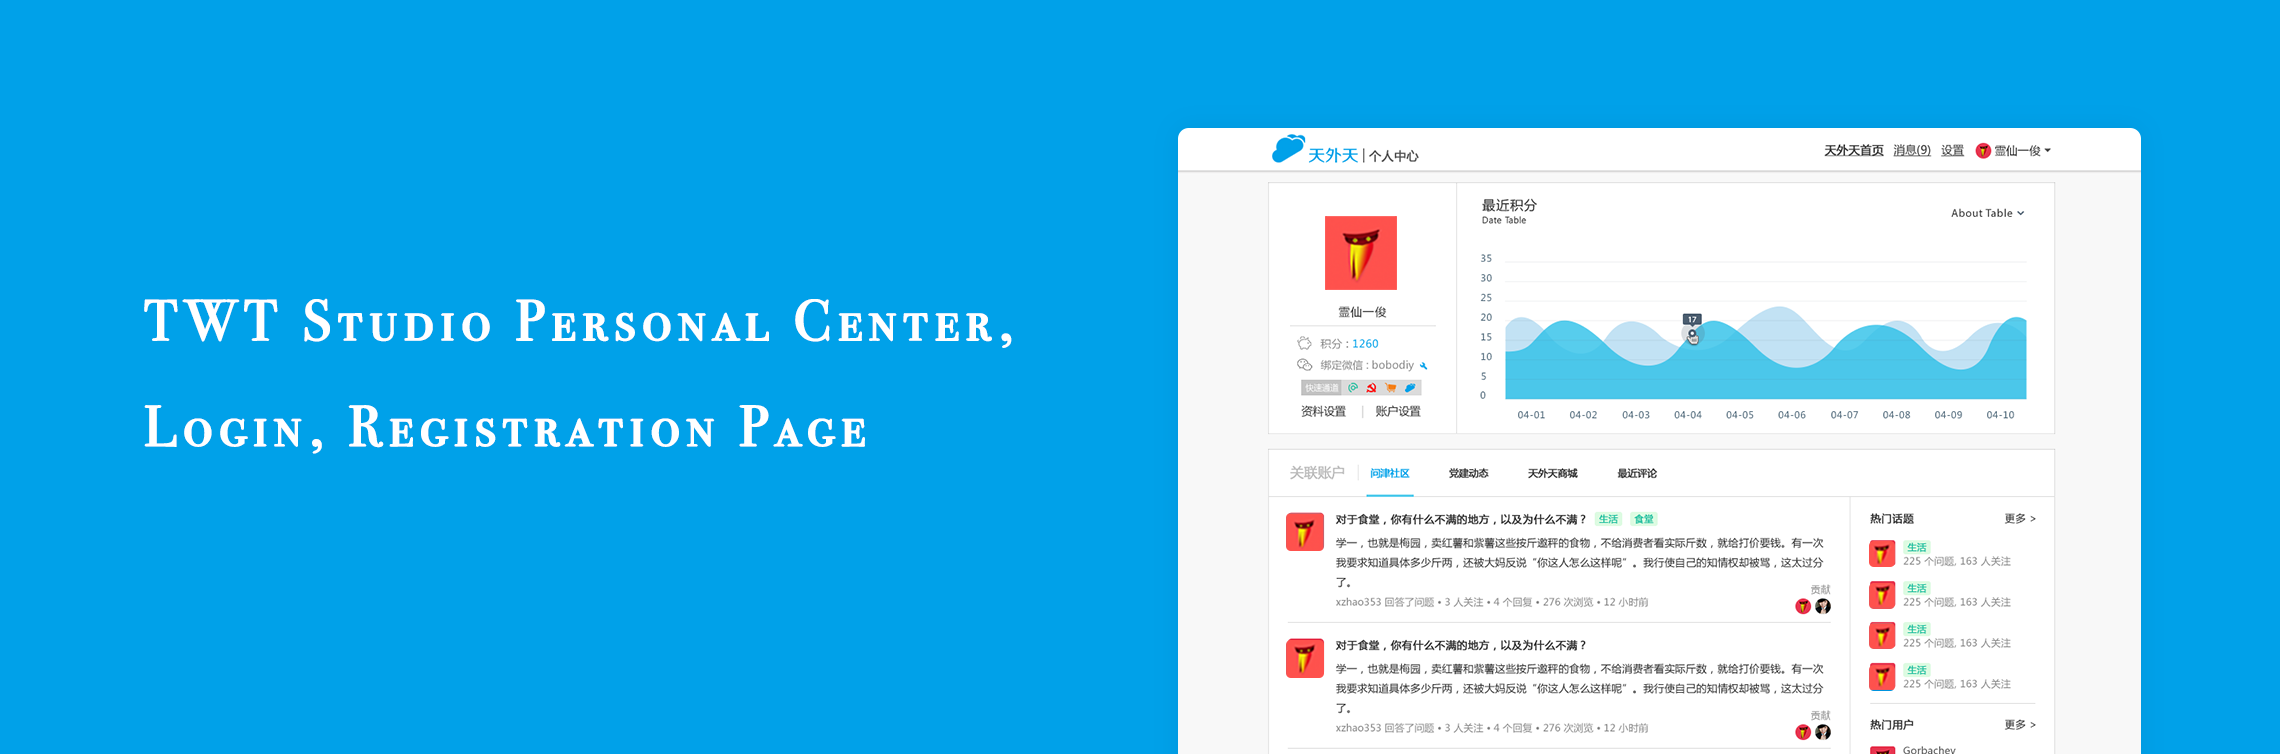 TWT Studio Personal Center,
Login, Registration Page
天外天 | 个人中心
天外天首页 消息(9) 设置 霊仙一俊
霊仙一俊
积分 : 1260
绑定微信 : bobodiy
快速通道
资料设置 | 账户设置
最近积分
Date Table
About Table
35
30
25
20
15
10
5
0
17
04-01 04-02 04-03 04-04 04-05 04-06 04-07 04-08 04-09 04-10
关联账户 问津社区 党建动态 天外天商城 最近评论
对于食堂，你有什么不满的地方，以及为什么不满？ 生活 食堂
学一，也就是梅园，卖红薯和紫薯这些按斤邀秤的食物，不给消费者看实际斤数，就给打价要钱。有一次
我要求知道具体多少斤两，还被大妈反说“你这人怎么这样呢”。我行使自己的知情权却被骂，这太过分
了。
贡献
xzhao353 回答了问题 • 3 人关注 • 4 个回复 • 276 次浏览 • 12 小时前
对于食堂，你有什么不满的地方，以及为什么不满？
学一，也就是梅园，卖红薯和紫薯这些按斤邀秤的食物，不给消费者看实际斤数，就给打价要钱。有一次
我要求知道具体多少斤两，还被大妈反说“你这人怎么这样呢”。我行使自己的知情权却被骂，这太过分
了。
贡献
xzhao353 回答了问题 • 3 人关注 • 4 个回复 • 276 次浏览 • 12 小时前
热门话题 更多 >
生活
225 个问题, 163 人关注
生活
225 个问题, 163 人关注
生活
225 个问题, 163 人关注
生活
225 个问题, 163 人关注
热门用户 更多 >
Gorbachev